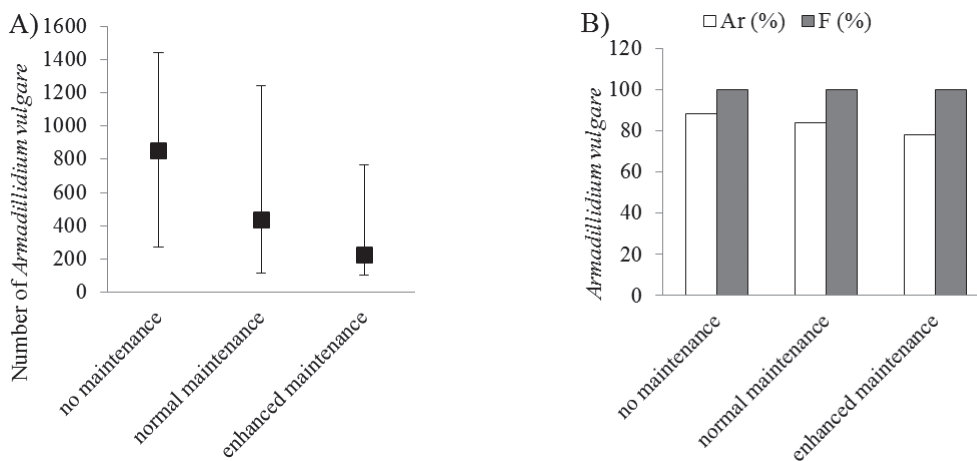 A)
Number of Armadillidium vulgare
1600
1400
1200
1000
800
600
400
200
0
no maintenance
normal maintenance
enhanced maintenance
B)
Ar (%) F (%)
Armadillidium vulgare
120
100
80
60
40
20
0
no maintenance
normal maintenance
enhanced maintenance